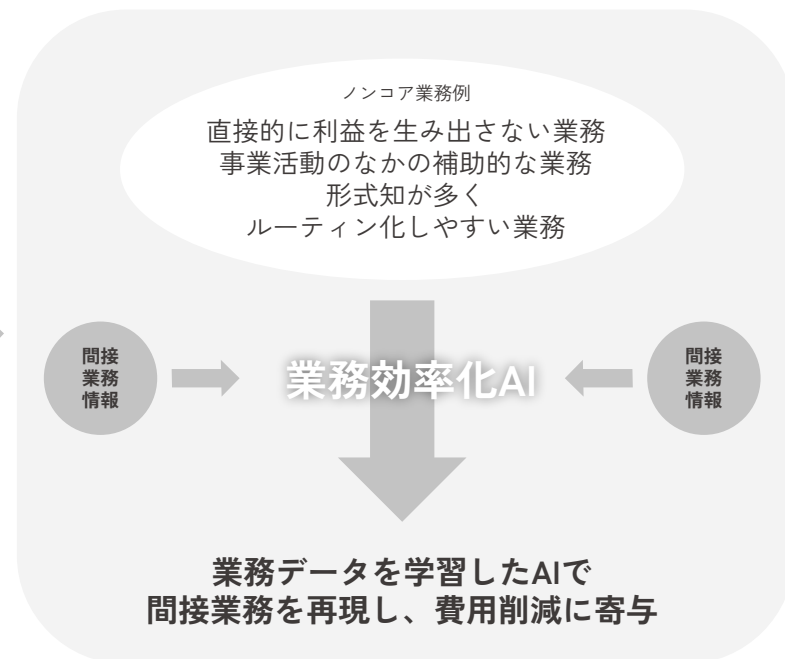 ノンコア業務例
直接的に利益を生み出さない業務
事業活動のなかの補助的な業務
形式知が多く
ルーティン化しやすい業務
間接
業務
情報
業務効率化AI
間接
業務
情報
業務データを学習したAIで
間接業務を再現し、費用削減に寄与